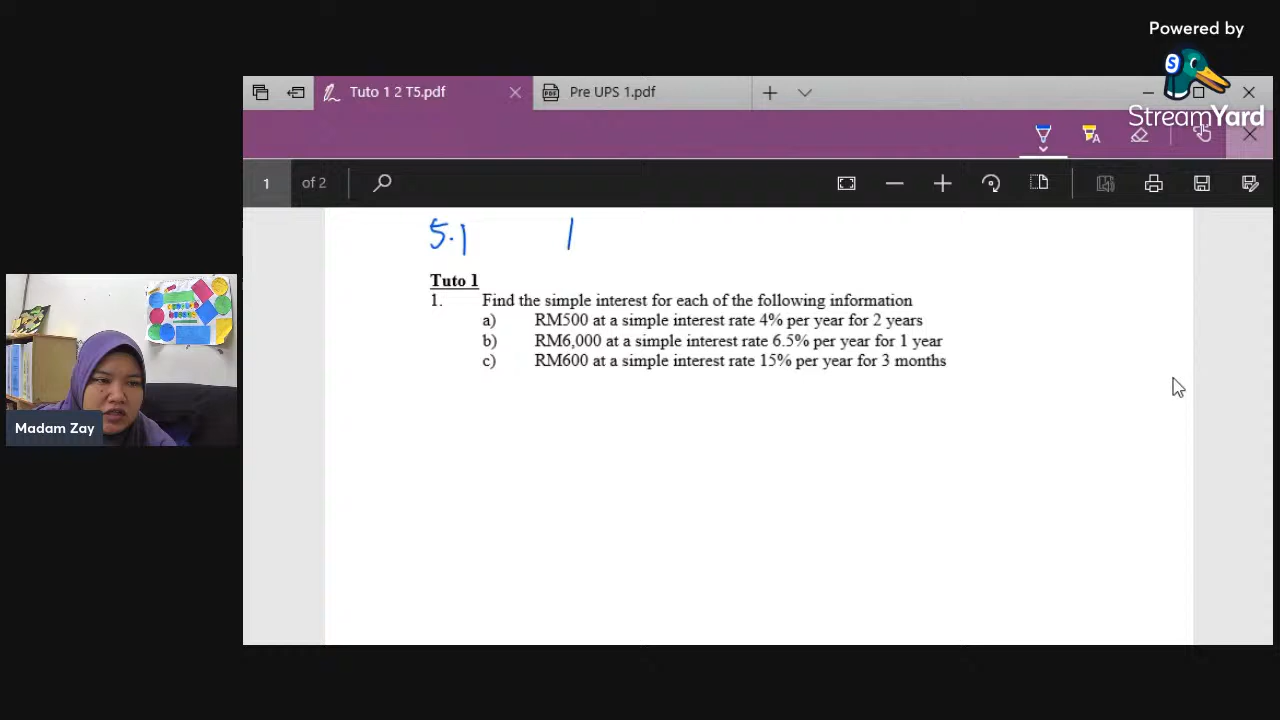 Powered by
StreamYard
Tuto 1 2 T5.pdf
Pre UPS 1.pdf
1 of 2
5.1 1
Tuto 1
1. Find the simple interest for each of the following information
a) RM500 at a simple interest rate 4% per year for 2 years
b) RM6,000 at a simple interest rate 6.5% per year for 1 year
c) RM600 at a simple interest rate 15% per year for 3 months
Madam Zay